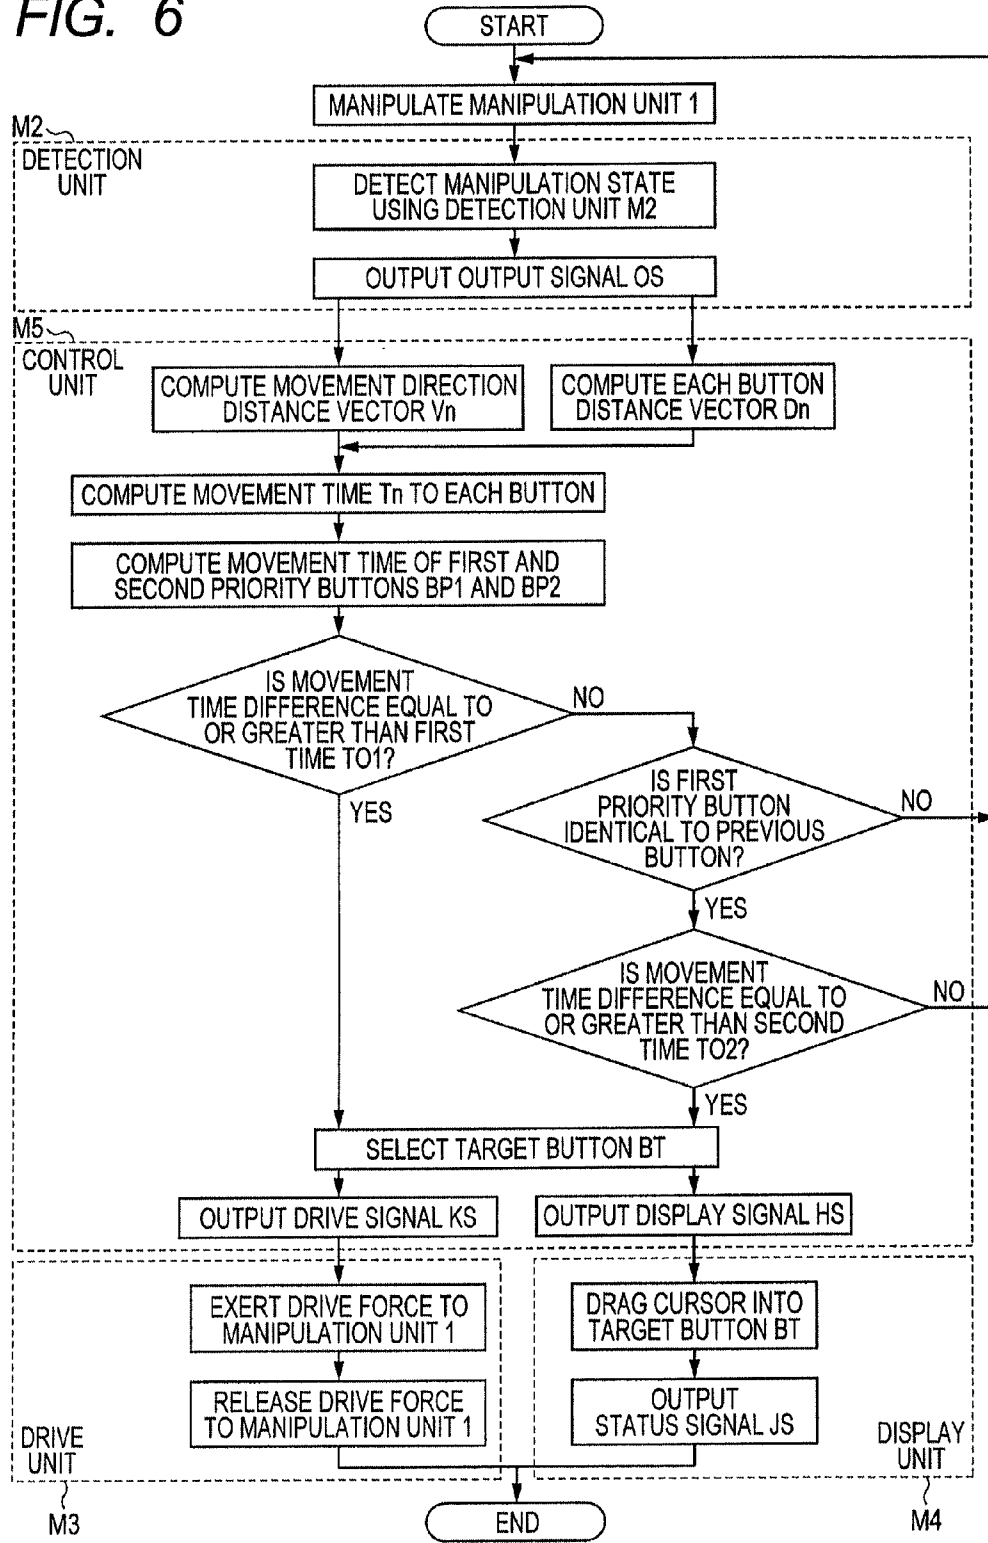 FIG. 6
START
MANIPULATE MANIPULATION UNIT 1
M2
DETECTION
UNIT
DETECT MANIPULATION STATE
USING DETECTION UNIT M2
OUTPUT OUTPUT SIGNAL OS
M5
CONTROL
UNIT
COMPUTE MOVEMENT DIRECTION
DISTANCE VECTOR Vn
COMPUTE EACH BUTTON
DISTANCE VECTOR Dn
COMPUTE MOVEMENT TIME Tn TO EACH BUTTON
COMPUTE MOVEMENT TIME OF FIRST AND
SECOND PRIORITY BUTTONS BP1 AND BP2
IS MOVEMENT
TIME DIFFERENCE EQUAL TO
OR GREATER THAN FIRST
TIME TO1?
NO
YES
IS FIRST
PRIORITY BUTTON
IDENTICAL TO PREVIOUS
BUTTON?
NO
YES
IS MOVEMENT
TIME DIFFERENCE EQUAL TO
OR GREATER THAN SECOND
TIME TO2?
NO
YES
SELECT TARGET BUTTON BT
OUTPUT DRIVE SIGNAL KS
OUTPUT DISPLAY SIGNAL HS
EXERT DRIVE FORCE TO
MANIPULATION UNIT 1
DRAG CURSOR INTO
TARGET BUTTON BT
RELEASE DRIVE FORCE
TO MANIPULATION UNIT 1
OUTPUT
STATUS SIGNAL JS
DRIVE
UNIT
DISPLAY
UNIT
M3
END
M4